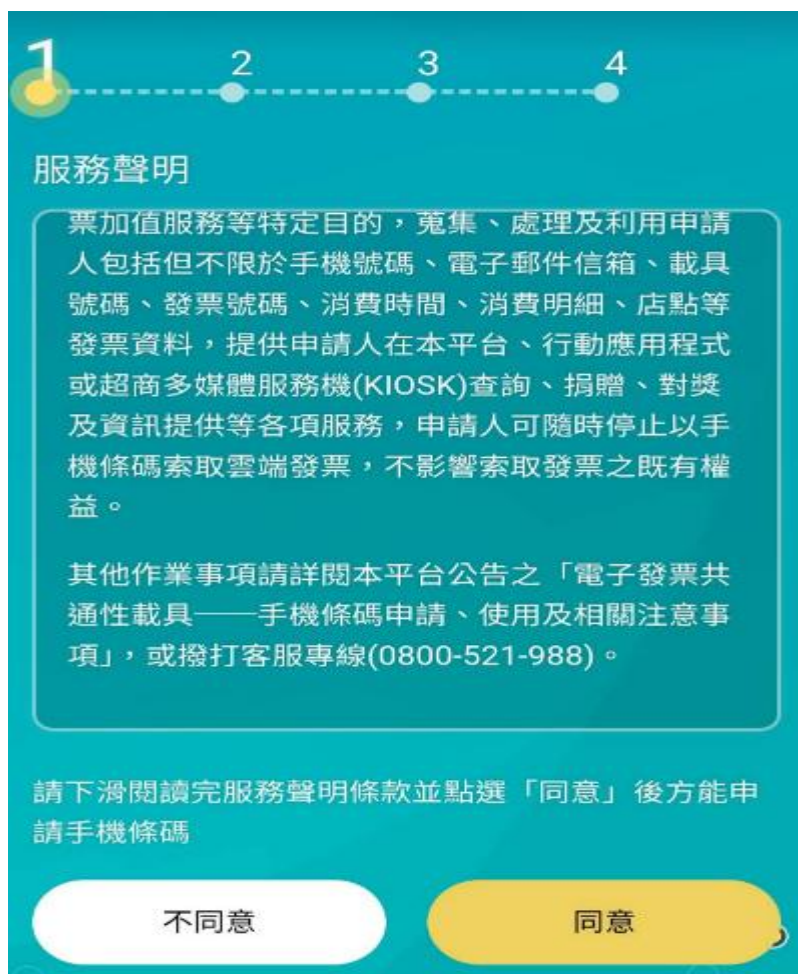 1 2 3 4
服務聲明
票加值服務等特定目的，蒐集、處理及利用申請
人包括但不限於手機號碼、電子郵件信箱、載具
號碼、發票號碼、消費時間、消費明細、店點等
發票資料，提供申請人在本平台、行動應用程式
或超商多媒體服務機(KIOSK)查詢、捐贈、對獎
及資訊提供等各項服務，申請人可隨時停止以手
機條碼索取雲端發票，不影響索取發票之既有權
益。
其他作業事項請詳閱本平台公告之「電子發票共
通性載具──手機條碼申請、使用及相關注意事
項」，或撥打客服專線(0800-521-988)。
請下滑閱讀完服務聲明條款並點選「同意」後方能申
請手機條碼
不同意 同意